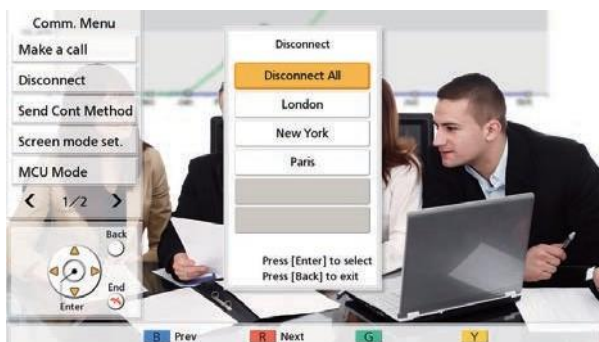 Comm. Menu
Make a call
Disconnect
Send Cont Method
Screen mode set.
MCU Mode
1/2
Back
End
Enter
Disconnect
Disconnect All
London
New York
Paris
Press [Enter] to select
Press [Back] to exit
B Prev
R Next
G
Y